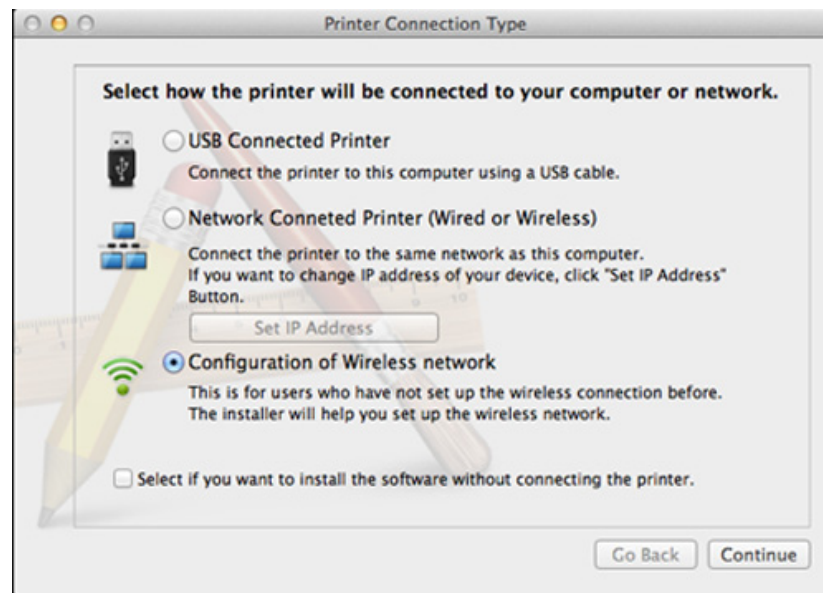 Printer Connection Type
Select how the printer will be connected to your computer or network.
USB Connected Printer
Connect the printer to this computer using a USB cable.
Network Conneted Printer (Wired or Wireless)
Connect the printer to the same network as this computer.
If you want to change IP address of your device, click "Set IP Address"
Button.
Set IP Address
Configuration of Wireless network
This is for users who have not set up the wireless connection before.
The installer will help you set up the wireless network.
Select if you want to install the software without connecting the printer.
Go Back
Continue